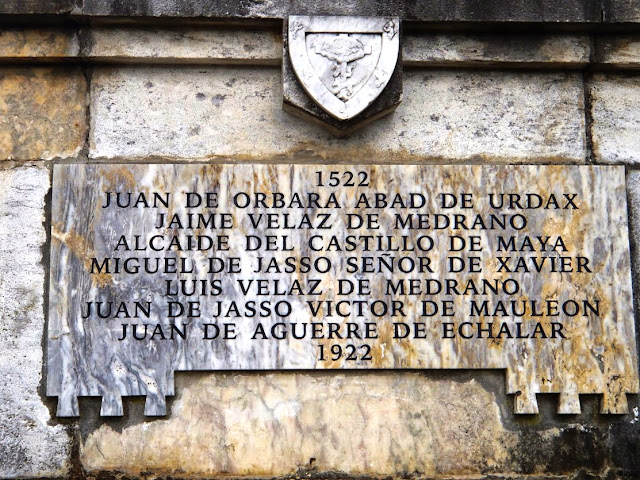 1522
JUAN DE ORBARA ABAD DE URDAX
JAIME VELAZ DE MEDRANO
ALCAIDE DEL CASTILLO DE MAYA
MIGUEL DE JASSO SEÑOR DE XAVIER
LUIS VELAZ DE MEDRANO
JUAN DE JASSO VICTOR DE MAULEON
JUAN DE AGUERRE DE ECHALAR
1922